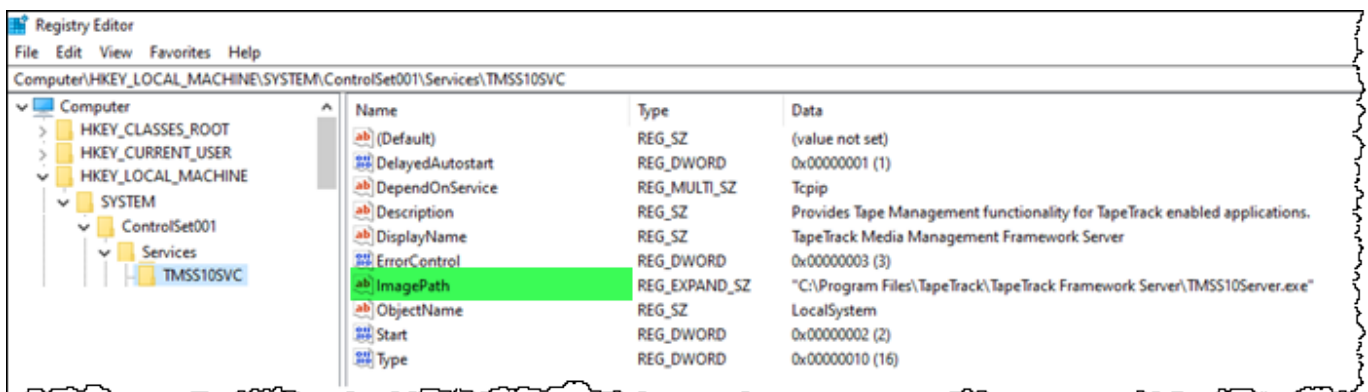 Registry Editor
File Edit View Favorites Help
Computer\HKEY_LOCAL_MACHINE\SYSTEM\ControlSet001\Services\TMSS10SVC
Computer
HKEY_CLASSES_ROOT
HKEY_CURRENT_USER
HKEY_LOCAL_MACHINE
SYSTEM
ControlSet001
Services
TMSS10SVC
Name Type Data
(Default) REG_SZ (value not set)
DelayedAutostart REG_DWORD 0x00000001 (1)
DependOnService REG_MULTI_SZ Tcpip
Description REG_SZ Provides Tape Management functionality for TapeTrack enabled applications.
DisplayName REG_SZ TapeTrack Media Management Framework Server
ErrorControl REG_DWORD 0x00000003 (3)
ImagePath REG_EXPAND_SZ "C:\Program Files\TapeTrack\TapeTrack Framework Server\TMSS10Server.exe"
ObjectName REG_SZ LocalSystem
Start REG_DWORD 0x00000002 (2)
Type REG_DWORD 0x00000010 (16)